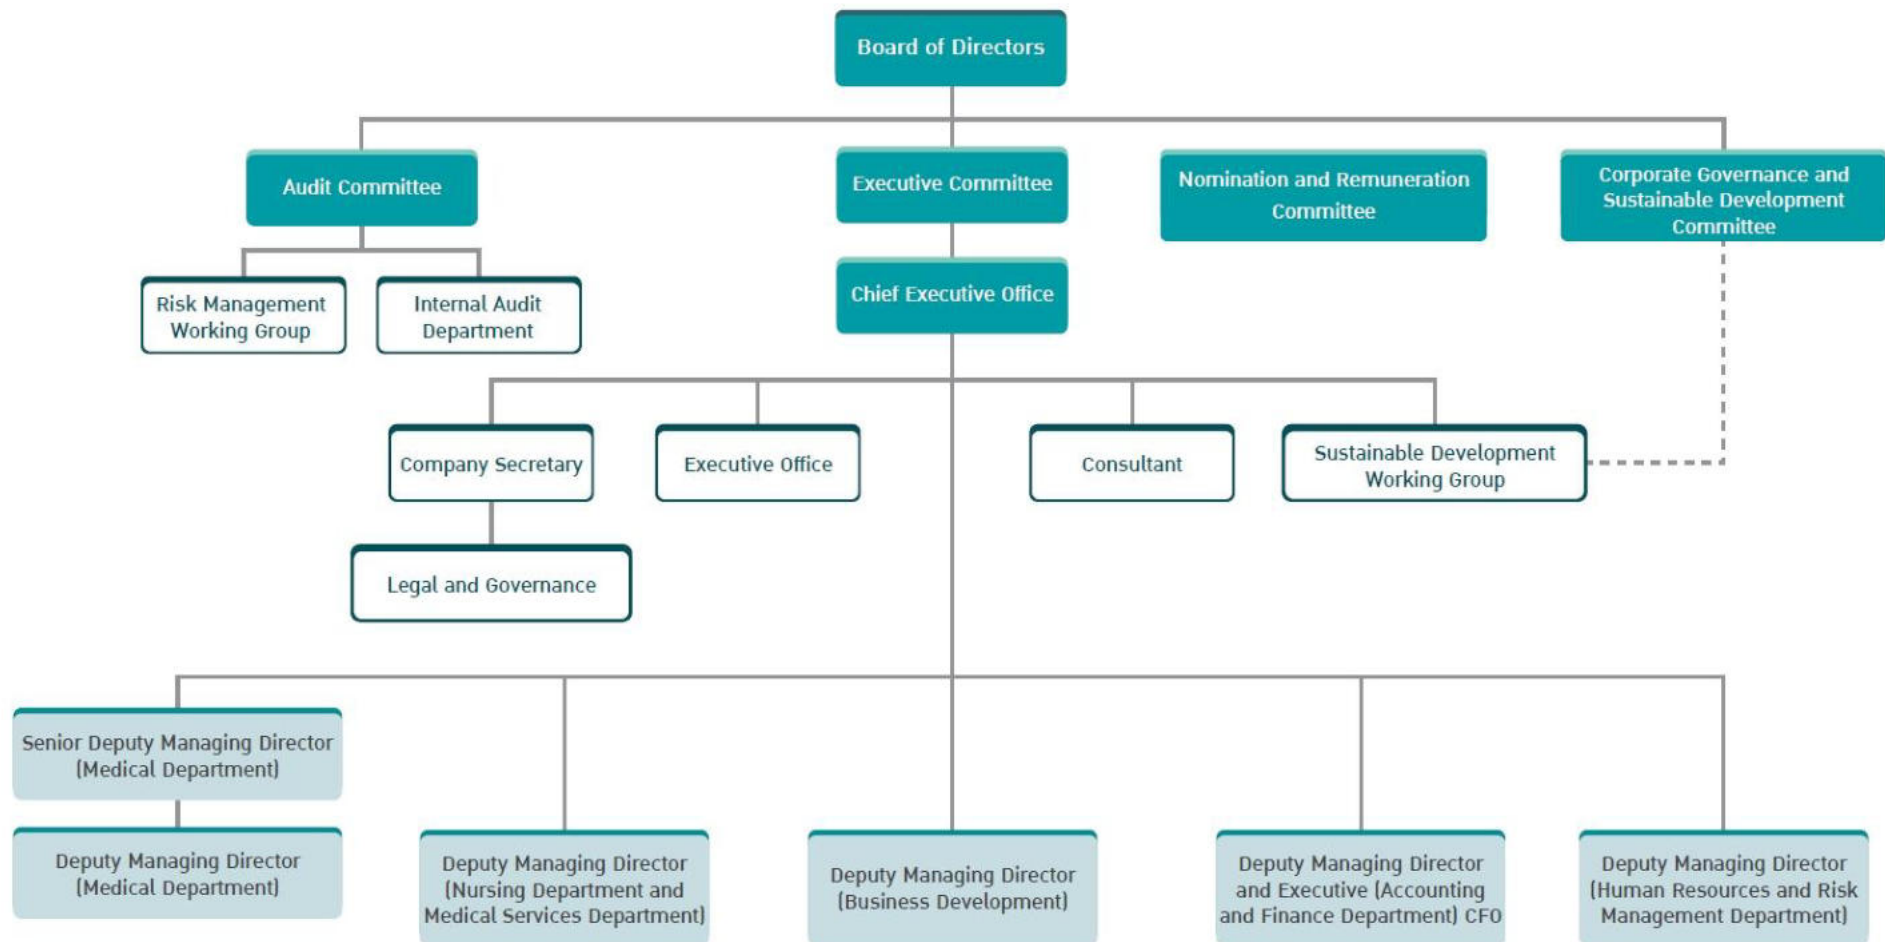 Board of Directors
Audit Committee
Executive Committee
Nomination and Remuneration
Committee
Corporate Governance and
Sustainable Development
Committee
Risk Management
Working Group
Internal Audit
Department
Chief Executive Office
Company Secretary
Executive Office
Consultant
Sustainable Development
Working Group
Legal and Governance
Senior Deputy Managing Director
(Medical Department)
Deputy Managing Director
(Medical Department)
Deputy Managing Director
(Nursing Department and
Medical Services Department)
Deputy Managing Director
(Business Development)
Deputy Managing Director
and Executive (Accounting
and Finance Department) CFO
Deputy Managing Director
(Human Resources and Risk
Management Department)